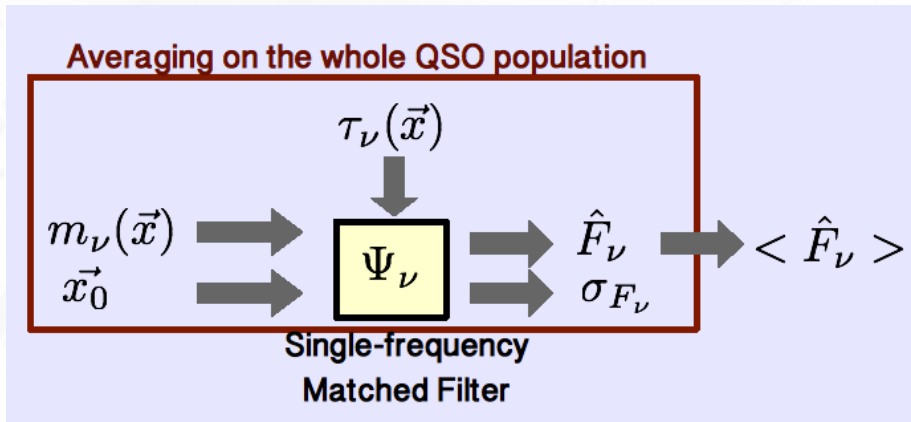 Averaging on the whole QSO population
τ_ν(x⃗)
m_ν(x⃗)
x⃗_0
Ψ_ν
F̂_ν
σ_{F_ν}
< F̂_ν >
Single-frequency
Matched Filter